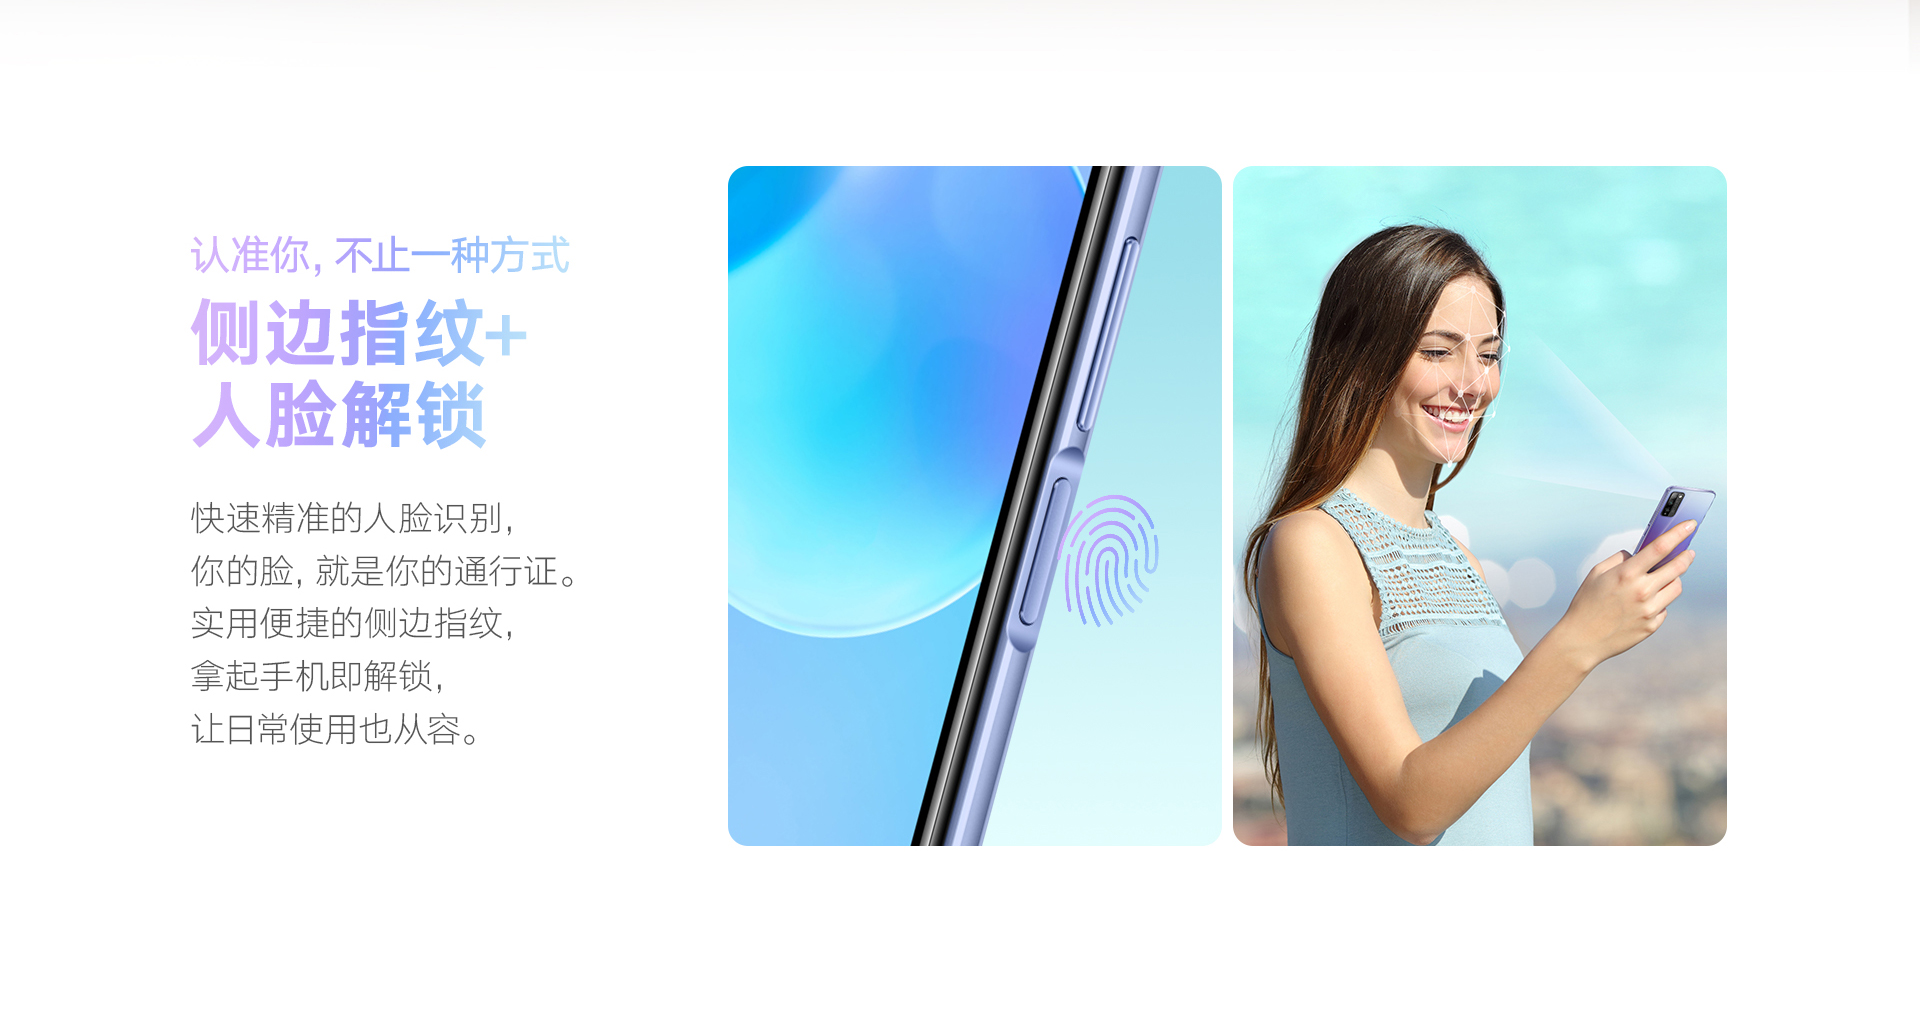 认准你，不止一种方式
侧边指纹+
人脸解锁
快速精准的人脸识别，
你的脸，就是你的通行证。
实用便捷的侧边指纹，
拿起手机即解锁，
让日常使用也从容。